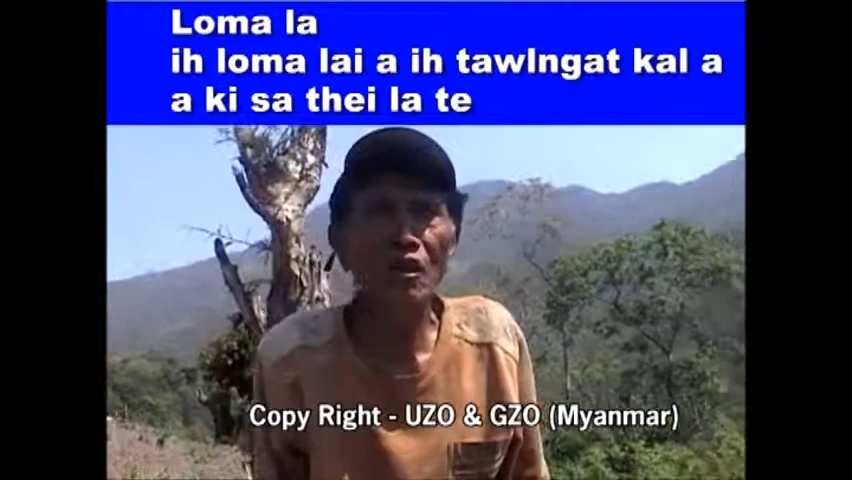 Loma la
ih loma lai a ih tawlngat kal a
a ki sa thei la te
Copy Right - UZO & GZO (Myanmar)